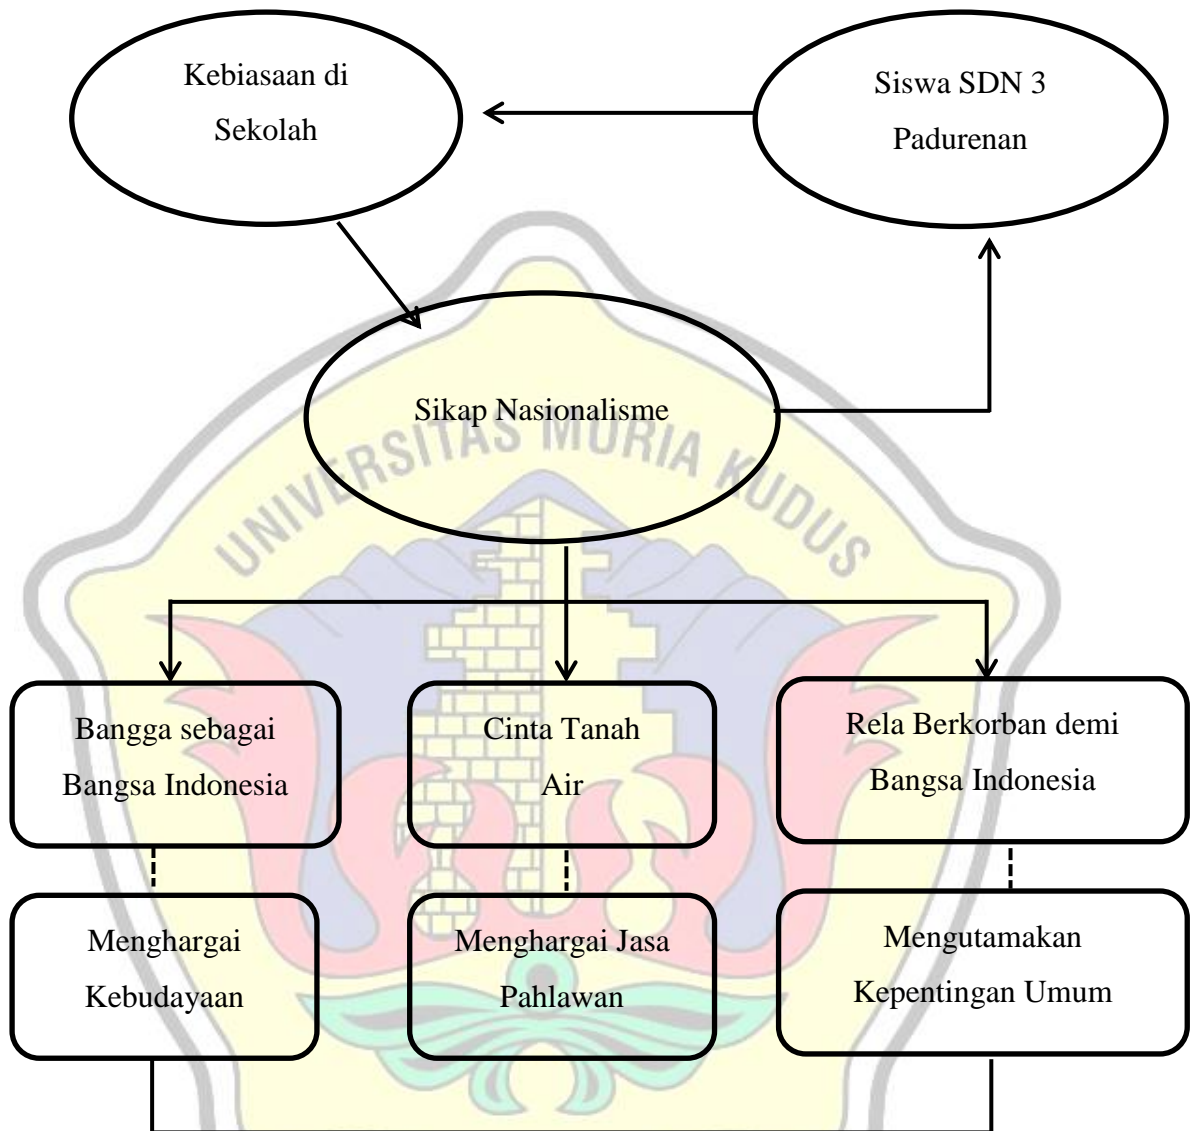 Kebiasaan di
Sekolah
Siswa SDN 3
Padurenan
Sikap Nasionalisme
UNIVERSITAS MURIA KUDUS
Bangga sebagai
Bangsa Indonesia
Cinta Tanah
Air
Rela Berkorban demi
Bangsa Indonesia
Menghargai
Kebudayaan
Menghargai Jasa
Pahlawan
Mengutamakan
Kepentingan Umum